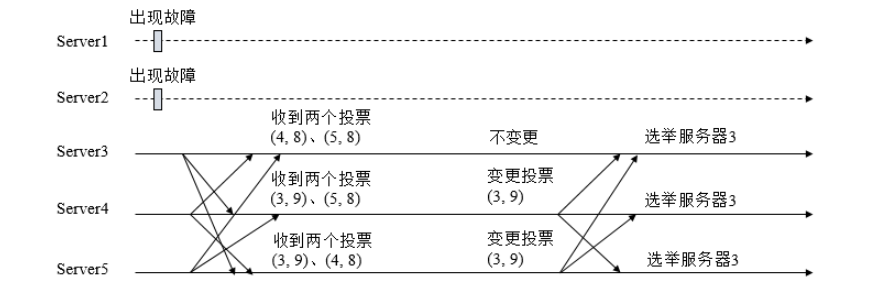 出现故障
Server1
出现故障
Server2
收到两个投票
(4, 8)、(5, 8)
不变更
选举服务器3
Server3
收到两个投票
(3, 9)、(5, 8)
变更投票
(3, 9)
选举服务器3
Server4
收到两个投票
(3, 9)、(4, 8)
变更投票
(3, 9)
选举服务器3
Server5